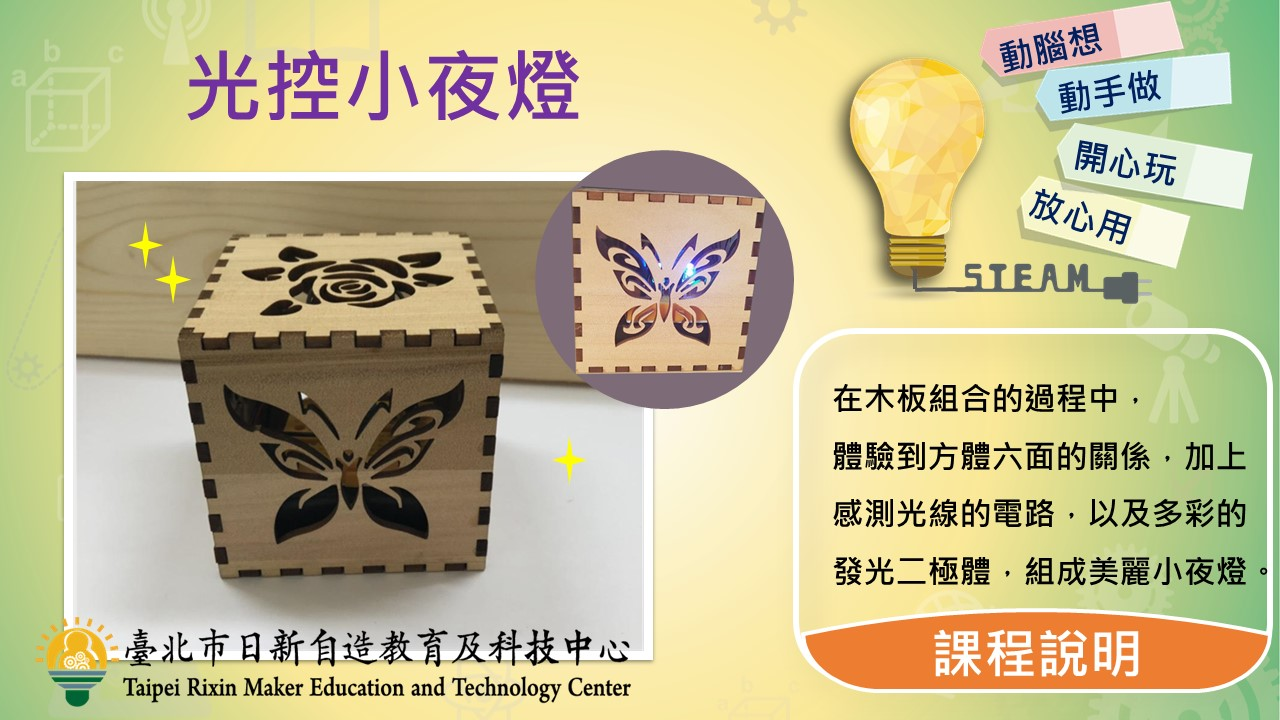 光控小夜燈
動腦想
動手做
開心玩
放心用
STEAM
在木板組合的過程中，
體驗到方體六面的關係，加上
感測光線的電路，以及多彩的
發光二極體，組成美麗小夜燈。
課程說明
臺北市日新自造教育及科技中心
Taipei Rixin Maker Education and Technology Center
a
b
c
a
b
c